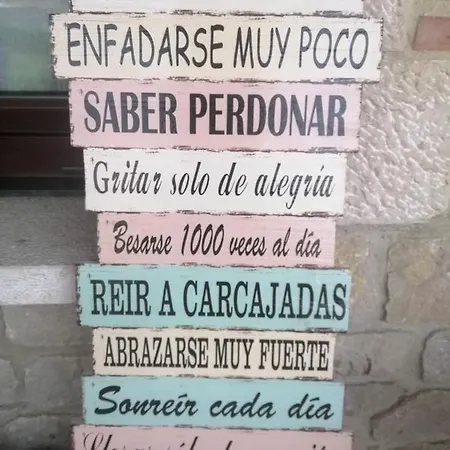 ENFADARSE MUY POCO
SABER PERDONAR
Gritar solo de alegría
Besarse 1000 veces al día
REIR A CARCAJADAS
ABRAZARSE MUY FUERTE
Sonreír cada día